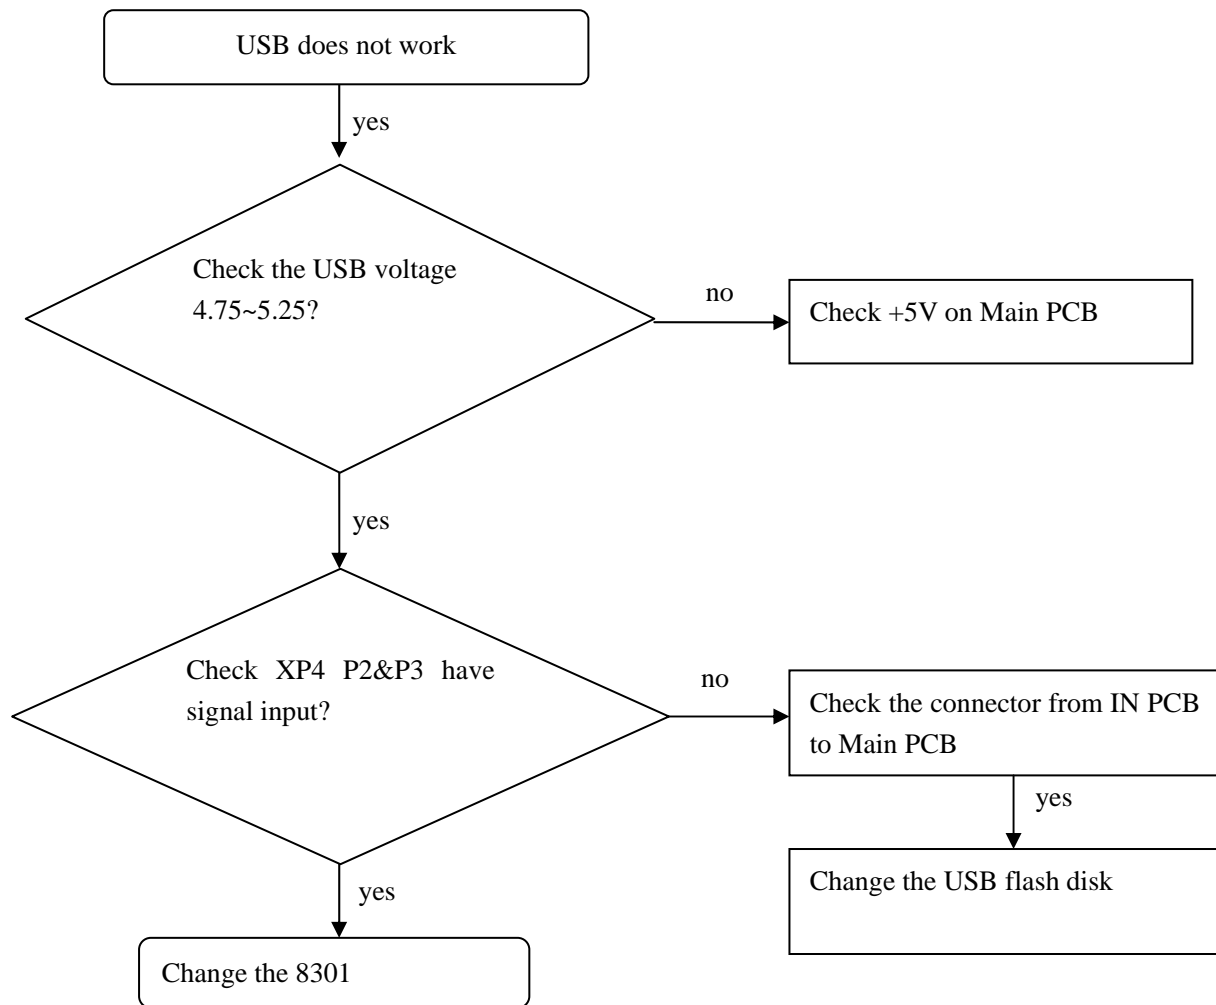 USB does not work
yes
Check the USB voltage
4.75~5.25?
no
Check +5V on Main PCB
yes
Check XP4 P2&P3 have
signal input?
no
Check the connector from IN PCB
to Main PCB
yes
Change the USB flash disk
yes
Change the 8301